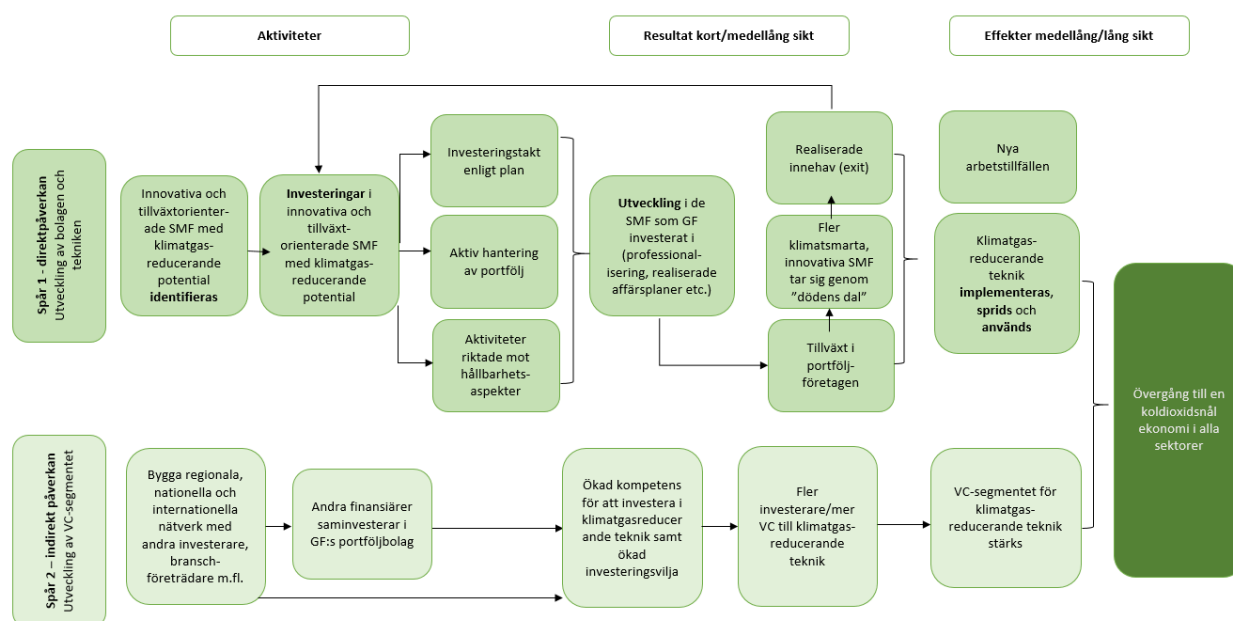 Aktiviteter
Resultat kort/medellång sikt
Effekter medellång/lång sikt
Spår 1 - direktpåverkan
Utveckling av bolagen och
tekniken
Innovativa och
tillväxtorienter-
ade SMF med
klimatgas-
reducerande
potential
identifieras
Investeringar i
innovativa och
tillväxt-
orienterade SMF
med klimatgas-
reducerande
potential
Investeringstakt
enligt plan
Aktiv hantering
av portfölj
Aktiviteter
riktade mot
hållbarhets-
aspekter
Utveckling i de
SMF som GF
investerat i
(professional-
isering, realiserade
affärsplaner etc.)
Realiserade
innehav (exit)
Fler
klimatsmarta,
innovativa SMF
tar sig genom
”dödens dal”
Tillväxt i
portfölj-
företagen
Nya
arbetstillfällen
Klimatgas-
reducerande
teknik
implementeras,
sprids och
används
Övergång till en
koldioxidsnål
ekonomi i alla
sektorer
Spår 2 – indirekt påverkan
Utveckling av VC-segmentet
Bygga regionala,
nationella och
internationella
nätverk med
andra investerare,
bransch-
företrädare m.fl.
Andra finansiärer
saminvesterar i
GF:s portföljbolag
Ökad kompetens
för att investera i
klimatgasreducer
ande teknik samt
ökad
investeringsvilja
Fler
investerare/mer
VC till klimatgas-
reducerande
teknik
VC-segmentet för
klimatgas-
reducerande teknik
stärks